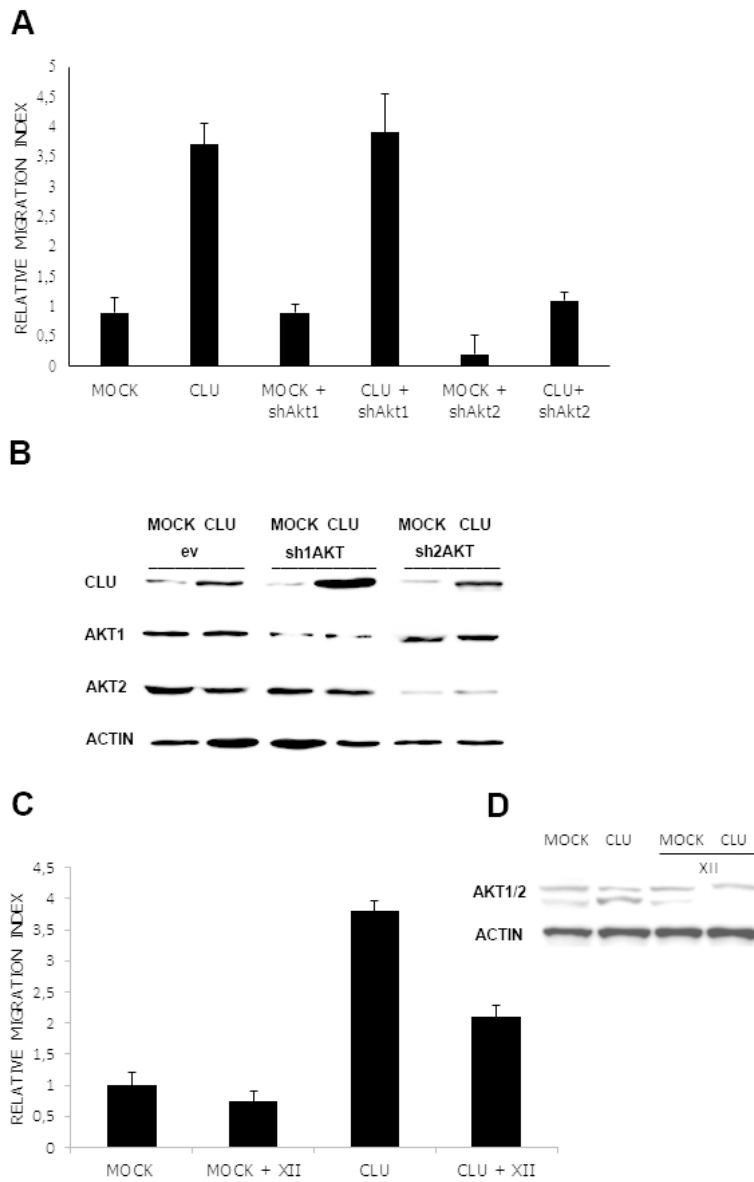 A
RELATIVE MIGRATION INDEX
5
4,5
4
3,5
3
2,5
2
1,5
1
0,5
0
MOCK CLU MOCK + shAkt1 CLU + shAkt1 MOCK + shAkt2 CLU+ shAkt2
B
MOCK CLU MOCK CLU MOCK CLU
ev sh1AKT sh2AKT
CLU
AKT1
AKT2
ACTIN
C
RELATIVE MIGRATION INDEX
4,5
4
3,5
3
2,5
2
1,5
1
0,5
0
MOCK MOCK + XII CLU CLU + XII
D
MOCK CLU MOCK CLU
XII
AKT1/2
ACTIN